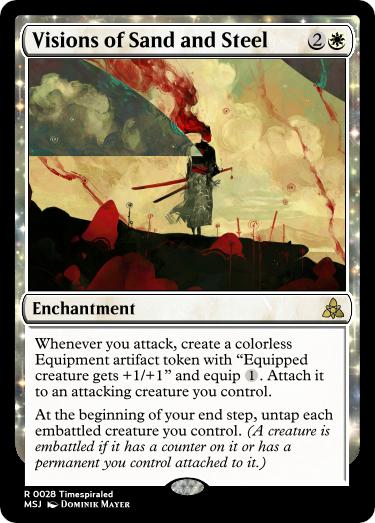 Visions of Sand and Steel 2
Enchantment
Whenever you attack, create a colorless
Equipment artifact token with “Equipped
creature gets +1/+1” and equip 1. Attach it
to an attacking creature you control.
At the beginning of your end step, untap each
embattled creature you control. (A creature is
embattled if it has a counter on it or has a
permanent you control attached to it.)
R 0028 Timespiraled
MSJ Dominik Mayer